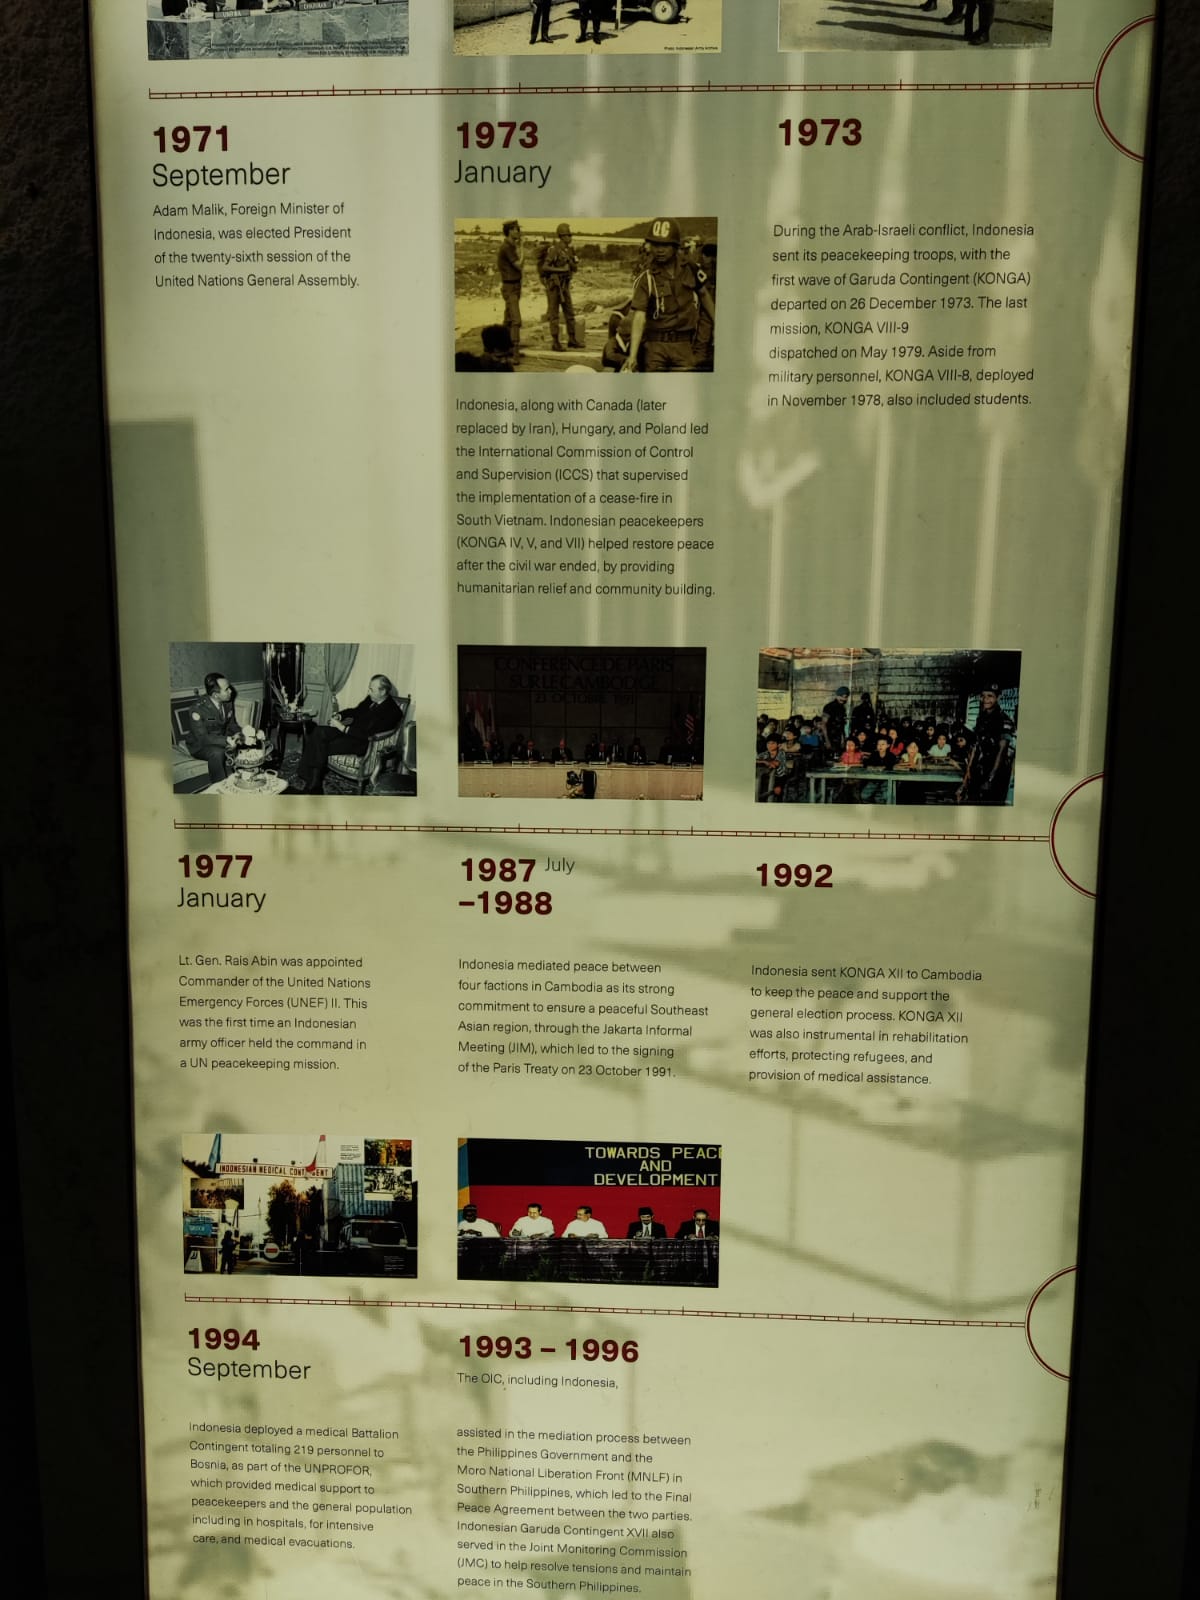 1971
September
Adam Malik, Foreign Minister of
Indonesia, was elected President
of the twenty-sixth session of the
United Nations General Assembly.
1973
January
Indonesia, along with Canada (later
replaced by Iran), Hungary, and Poland led
the International Commission of Control
and Supervision (ICCS) that supervised
the implementation of a cease-fire in
South Vietnam. Indonesian peacekeepers
(KONGA IV, V, and VII) helped restore peace
after the civil war ended, by providing
humanitarian relief and community building.
1973
During the Arab-Israeli conflict, Indonesia
sent its peacekeeping troops, with the
first wave of Garuda Contingent (KONGA)
departed on 26 December 1973. The last
mission, KONGA VIII-9
dispatched on May 1979. Aside from
military personnel, KONGA VIII-8, deployed
in November 1978, also included students.
CONFERENCE DE PARIS
SUR LE CAMBODGE
23 OCTOBRE 1991
1977
January
Lt. Gen. Rais Abin was appointed
Commander of the United Nations
Emergency Forces (UNEF) II. This
was the first time an Indonesian
army officer held the command in
a UN peacekeeping mission.
1987 July
–1988
Indonesia mediated peace between
four factions in Cambodia as its strong
commitment to ensure a peaceful Southeast
Asian region, through the Jakarta Informal
Meeting (JIM), which led to the signing
of the Paris Treaty on 23 October 1991.
1992
Indonesia sent KONGA XII to Cambodia
to keep the peace and support the
general election process. KONGA XII
was also instrumental in rehabilitation
efforts, protecting refugees, and
provision of medical assistance.
INDONESIAN MEDICAL
TOWARDS PEACE
AND
DEVELOPMENT
1994
September
Indonesia deployed a medical Battalion
Contingent totaling 219 personnel to
Bosnia, as part of the UNPROFOR,
which provided medical support to
peacekeepers and the general population
including in hospitals, for intensive
care, and medical evacuations.
1993 – 1996
The OIC, including Indonesia,
assisted in the mediation process between
the Philippines Government and the
Moro National Liberation Front (MNLF) in
Southern Philippines, which led to the Final
Peace Agreement between the two parties.
Indonesian Garuda Contingent XVII also
served in the Joint Monitoring Commission
(JMC) to help resolve tensions and maintain
peace in the Southern Philippines.